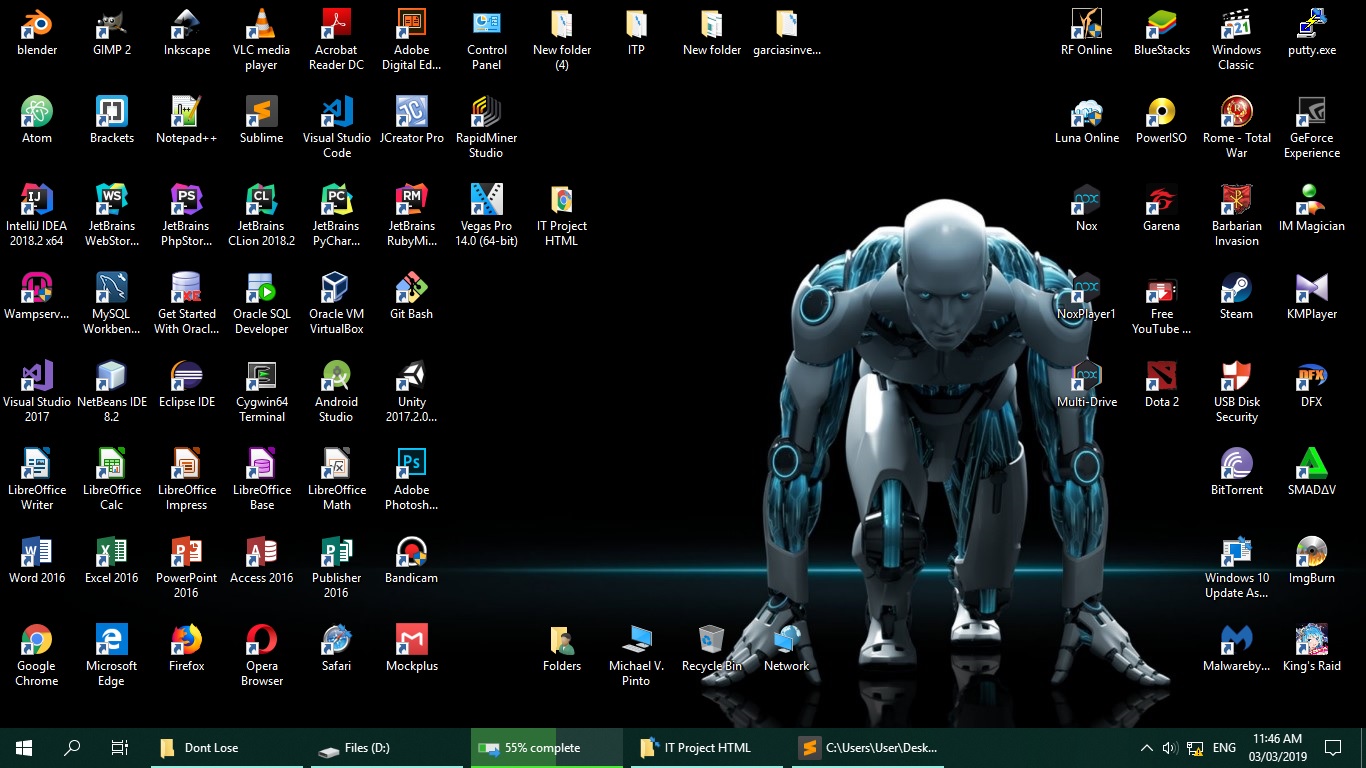 blender
GIMP 2
Inkscape
VLC media
player
Acrobat
Reader DC
Adobe
Digital Ed...
Control
Panel
New folder
(4)
ITP
New folder
garciasinve...
RF Online
BlueStacks
Windows
Classic
putty.exe
Atom
Brackets
Notepad++
Sublime
Visual Studio
Code
JCreator Pro
RapidMiner
Studio
Luna Online
PowerISO
Rome - Total
War
GeForce
Experience
IntelliJ IDEA
2018.2 x64
JetBrains
WebStor...
JetBrains
PhpStor...
JetBrains
CLion 2018.2
JetBrains
PyChar...
JetBrains
RubyMi...
Vegas Pro
14.0 (64-bit)
IT Project
HTML
Nox
Garena
Barbarian
Invasion
IM Magician
Wampserv...
MySQL
Workben...
Get Started
With Oracl...
Oracle SQL
Developer
Oracle VM
VirtualBox
Git Bash
NoxPlayer1
Free
YouTube ...
Steam
KMPlayer
Visual Studio
2017
NetBeans IDE
8.2
Eclipse IDE
Cygwin64
Terminal
Android
Studio
Unity
2017.2.0...
Multi-Drive
Dota 2
USB Disk
Security
DFX
LibreOffice
Writer
LibreOffice
Calc
LibreOffice
Impress
LibreOffice
Base
LibreOffice
Math
Adobe
Photosh...
BitTorrent
SMADΔV
Word 2016
Excel 2016
PowerPoint
2016
Access 2016
Publisher
2016
Bandicam
Windows 10
Update As...
ImgBurn
Google
Chrome
Microsoft
Edge
Firefox
Opera
Browser
Safari
Mockplus
Folders
Michael V.
Pinto
Recycle Bin
Network
Malwareby...
King's Raid
Dont Lose
Files (D:)
55% complete
IT Project HTML
C:\Users\User\Desk...
ENG
11:46 AM
03/03/2019